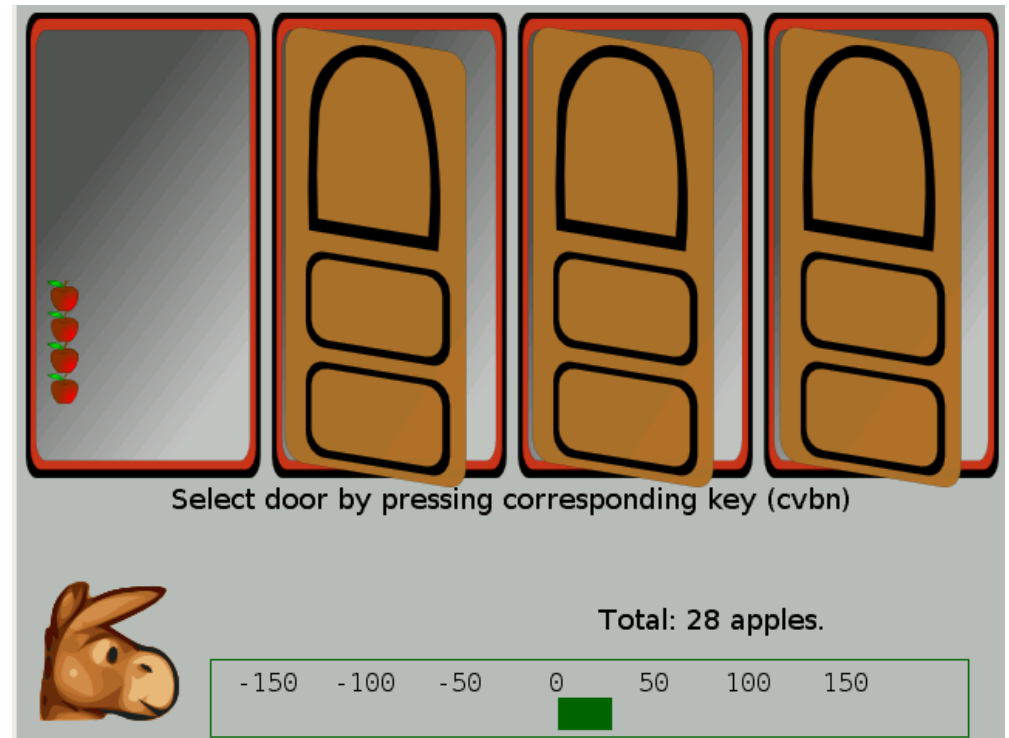 Select door by pressing corresponding key (cvbn)
Total: 28 apples.
-150 -100 -50 0 50 100 150